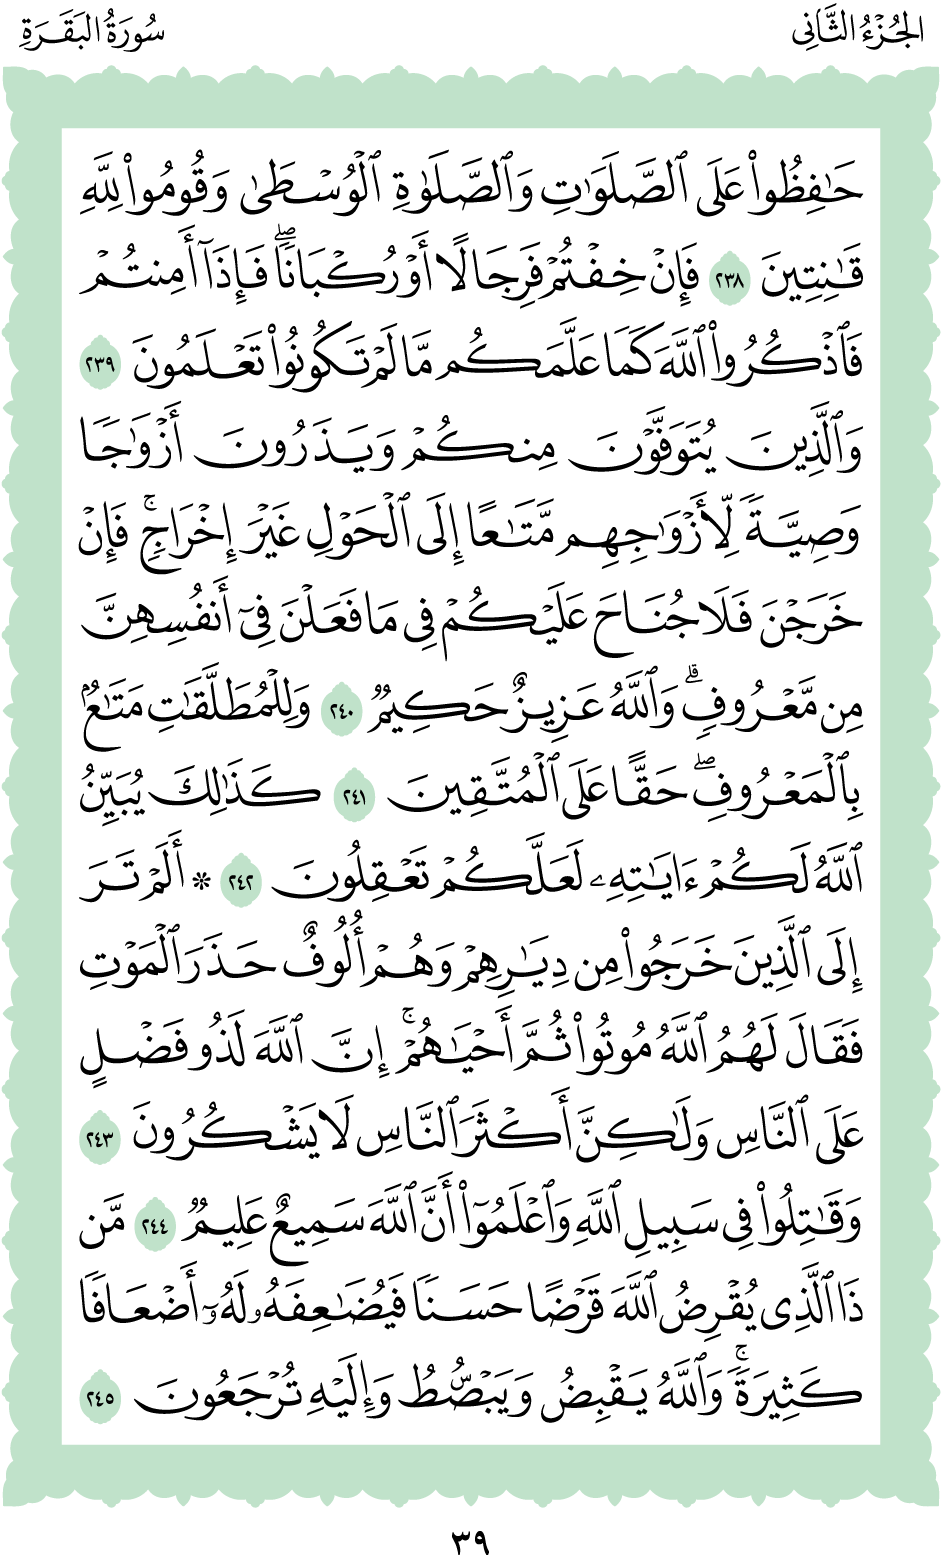 الجُزْءُ الثَّانِي
سُورَةُ البَقَرَةِ
حَٰفِظُوا۟ عَلَى ٱلصَّلَوَٰتِ وَٱلصَّلَوٰةِ ٱلْوُسْطَىٰ وَقُومُوا۟ لِلَّهِ
قَٰنِتِينَ ٢٣٨ فَإِنْ خِفْتُمْ فَرِجَالًا أَوْ رُكْبَانًا ۖ فَإِذَآ أَمِنتُمْ
فَٱذْكُرُوا۟ ٱللَّهَ كَمَا عَلَّمَكُم مَّا لَمْ تَكُونُوا۟ تَعْلَمُونَ ٢٣٩
وَٱلَّذِينَ يُتَوَفَّوْنَ مِنكُمْ وَيَذَرُونَ أَزْوَٰجًا
وَصِيَّةً لِّأَزْوَٰجِهِم مَّتَٰعًا إِلَى ٱلْحَوْلِ غَيْرَ إِخْرَاجٍ ۚ فَإِنْ
خَرَجْنَ فَلَا جُنَاحَ عَلَيْكُمْ فِى مَا فَعَلْنَ فِىٓ أَنفُسِهِنَّ
مِن مَّعْرُوفٍ ۗ وَٱللَّهُ عَزِيزٌ حَكِيمٌ ٢٤٠ وَلِلْمُطَلَّقَٰتِ مَتَٰعٌۢ
بِٱلْمَعْرُوفِ ۖ حَقًّا عَلَى ٱلْمُتَّقِينَ ٢٤١ كَذَٰلِكَ يُبَيِّنُ
ٱللَّهُ لَكُمْ ءَايَٰتِهِۦ لَعَلَّكُمْ تَعْقِلُونَ ٢٤٢ * أَلَمْ تَرَ
إِلَى ٱلَّذِينَ خَرَجُوا۟ مِن دِيَٰرِهِمْ وَهُمْ أُلُوفٌ حَذَرَ ٱلْمَوْتِ
فَقَالَ لَهُمُ ٱللَّهُ مُوتُوا۟ ثُمَّ أَحْيَٰهُمْ ۚ إِنَّ ٱللَّهَ لَذُو فَضْلٍ
عَلَى ٱلنَّاسِ وَلَٰكِنَّ أَكْثَرَ ٱلنَّاسِ لَا يَشْكُرُونَ ٢٤٣
وَقَٰتِلُوا۟ فِى سَبِيلِ ٱللَّهِ وَٱعْلَمُوٓا۟ أَنَّ ٱللَّهَ سَمِيعٌ عَلِيمٌ ٢٤٤ مَّن
ذَا ٱلَّذِى يُقْرِضُ ٱللَّهَ قَرْضًا حَسَنًا فَيُضَٰعِفَهُۥ لَهُۥٓ أَضْعَافًا
كَثِيرَةً ۚ وَٱللَّهُ يَقْبِضُ وَيَبْصُۜطُ وَإِلَيْهِ تُرْجَعُونَ ٢٤٥
٣٩